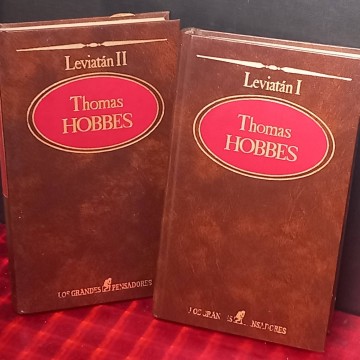 Leviatán II
Thomas
HOBBES
LOS GRANDES PENSADORES
Leviatán I
Thomas
HOBBES